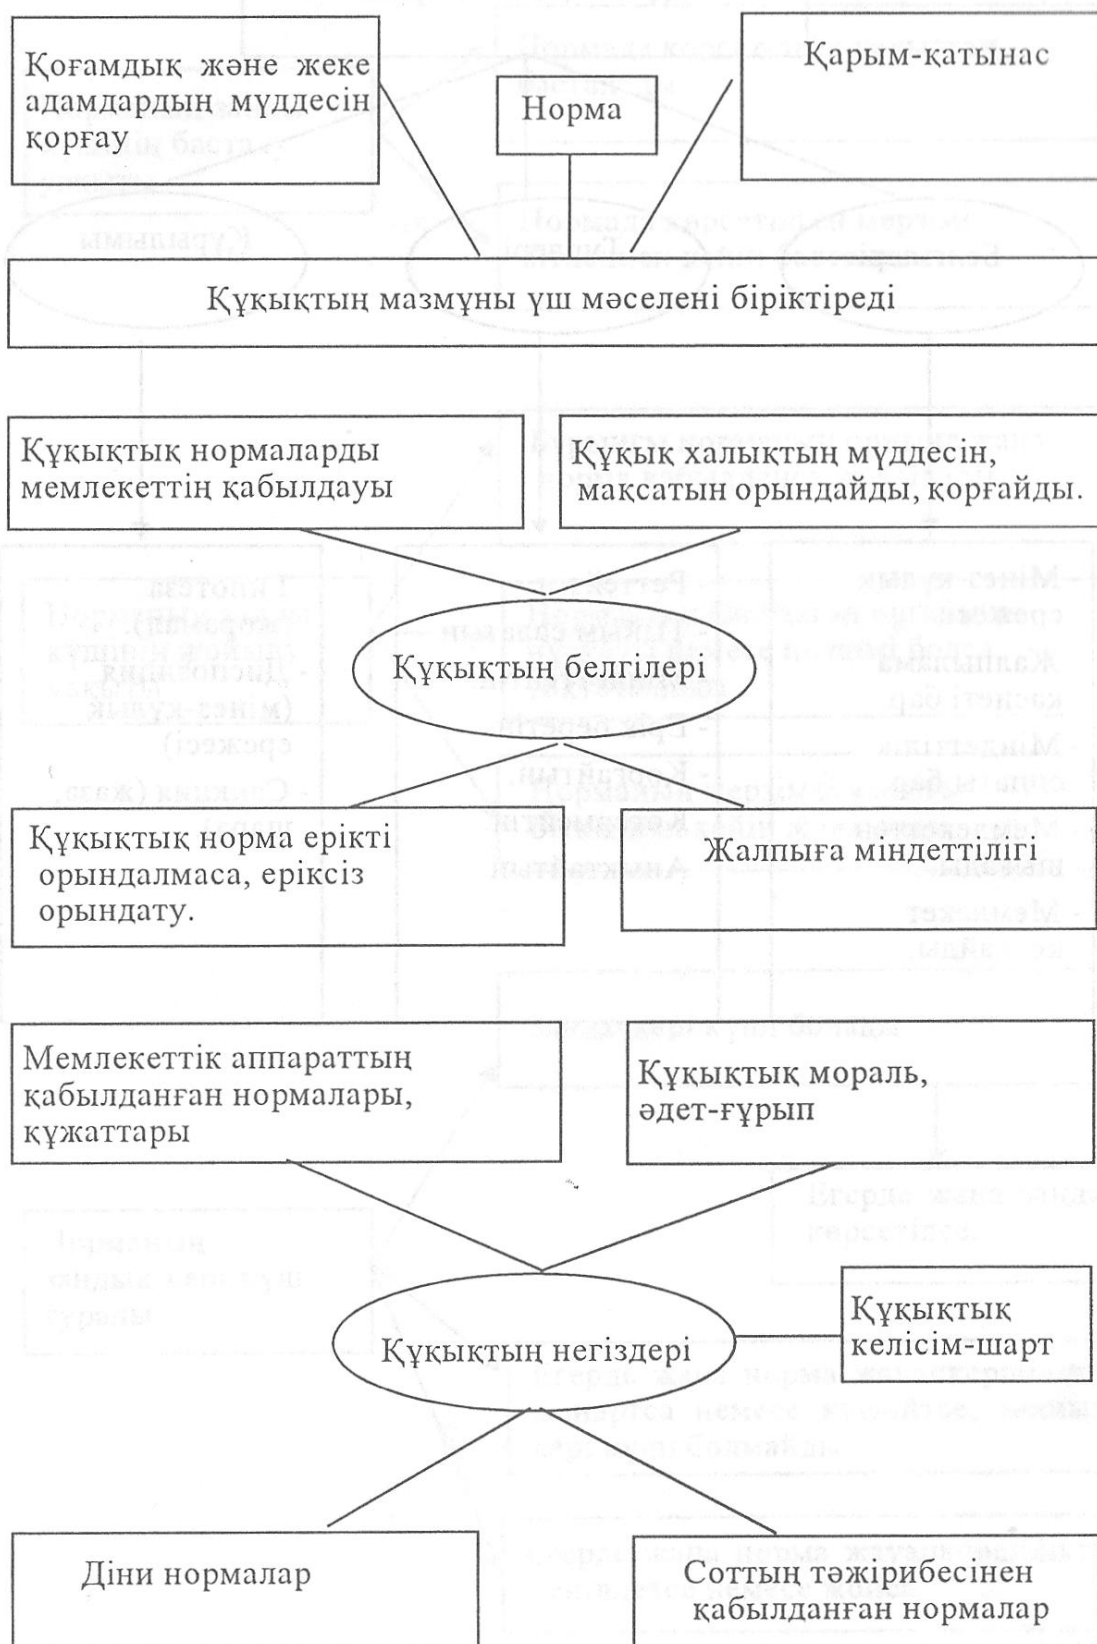 Қоғамдық және жеке
адамдардың мүддесін
қорғау
Норма
Қарым-қатынас
Құқықтың мазмұны үш мәселені біріктіреді
Құқықтық нормаларды
мемлекеттің қабылдауы
Құқық халықтың мүддесін,
мақсатын орындайды, қорғайды.
Құқықтың белгілері
Құқықтық норма ерікті
орындалмаса, еріксіз
орындату.
Жалпыға міндеттілігі
Мемлекеттік аппараттың
қабылданған нормалары,
құжаттары
Құқықтық мораль,
әдет-ғұрып
Құқықтың негіздері
Құқықтық
келісім-шарт
Діни нормалар
Соттың тәжірибесінен
қабылданған нормалар